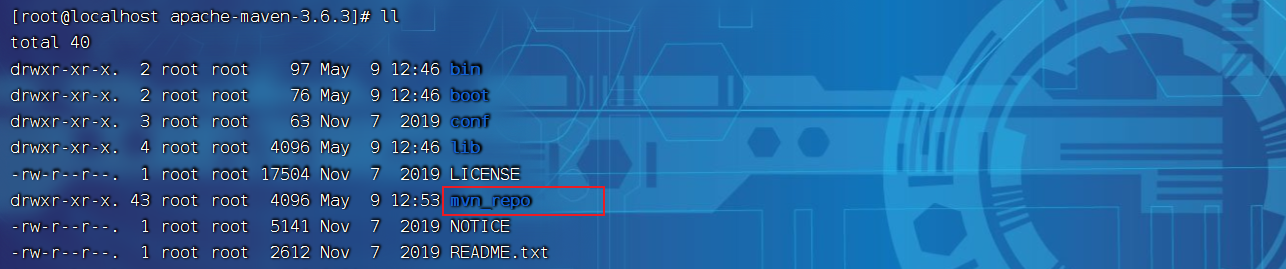 [root@localhost apache-maven-3.6.3]# ll
total 40
drwxr-xr-x.  2 root root    97 May  9 12:46 bin
drwxr-xr-x.  2 root root    76 May  9 12:46 boot
drwxr-xr-x.  3 root root    63 Nov  7  2019 conf
drwxr-xr-x.  4 root root  4096 May  9 12:46 lib
-rw-r--r--.  1 root root 17504 Nov  7  2019 LICENSE
drwxr-xr-x. 43 root root  4096 May  9 12:53 mvn_repo
-rw-r--r--.  1 root root  5141 Nov  7  2019 NOTICE
-rw-r--r--.  1 root root  2612 Nov  7  2019 README.txt